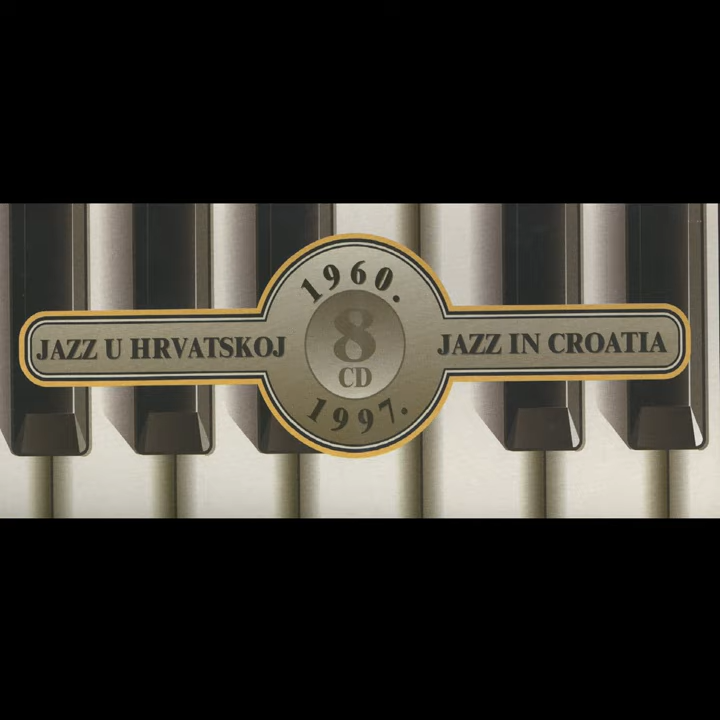 1960.
JAZZ U HRVATSKOJ
8
CD
JAZZ IN CROATIA
1997.